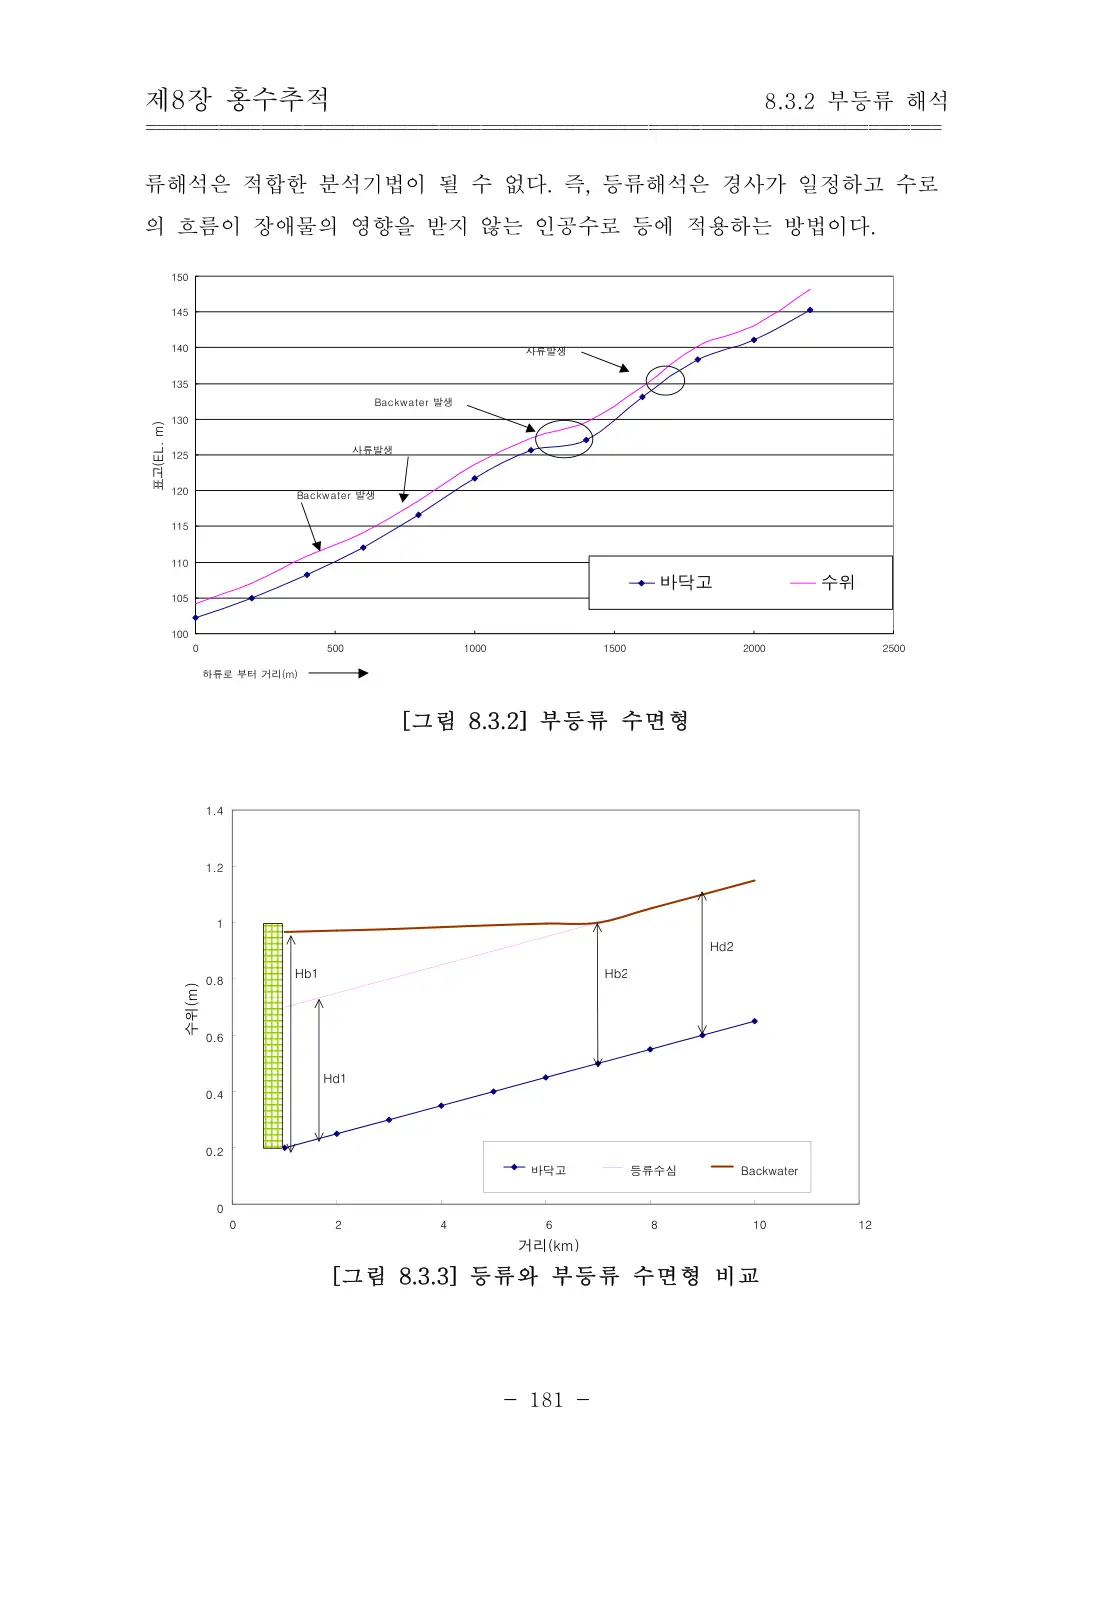 제8장 홍수추적 8.3.2 부등류 해석
류해석은 적합한 분석기법이 될 수 없다. 즉, 등류해석은 경사가 일정하고 수로
의 흐름이 장애물의 영향을 받지 않는 인공수로 등에 적용하는 방법이다.
150
145
140
135
130
125
120
115
110
105
100
표고(EL. m)
사류발생
Backwater 발생
사류발생
Backwater 발생
바닥고 수위
0 500 1000 1500 2000 2500
하류로 부터 거리(m)
[그림 8.3.2] 부등류 수면형
1.4
1.2
1
0.8
0.6
0.4
0.2
0
수위(m)
Hb1
Hd1
Hb2
Hd2
바닥고 등류수심 Backwater
0 2 4 6 8 10 12
거리(km)
[그림 8.3.3] 등류와 부등류 수면형 비교
- 181 -